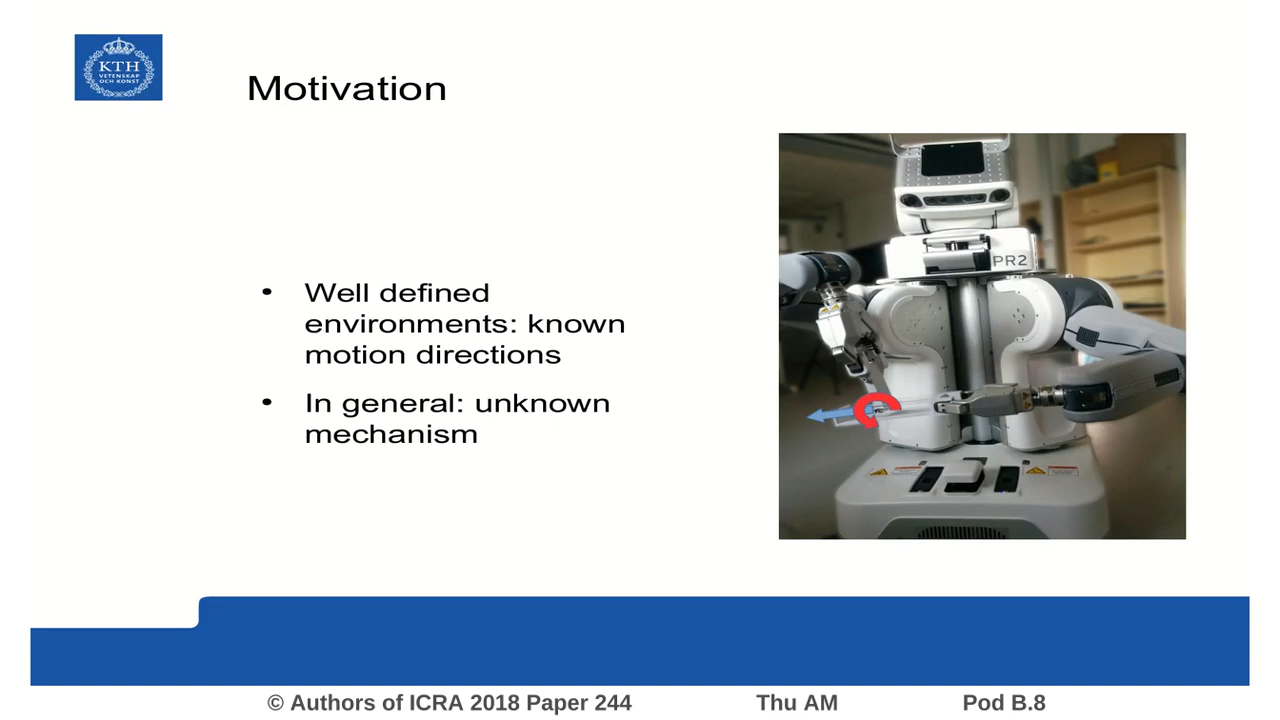 KTH
VETENSKAP
OCH KONST
Motivation
PR2
• Well defined
environments: known
motion directions
• In general: unknown
mechanism
© Authors of ICRA 2018 Paper 244 Thu AM Pod B.8